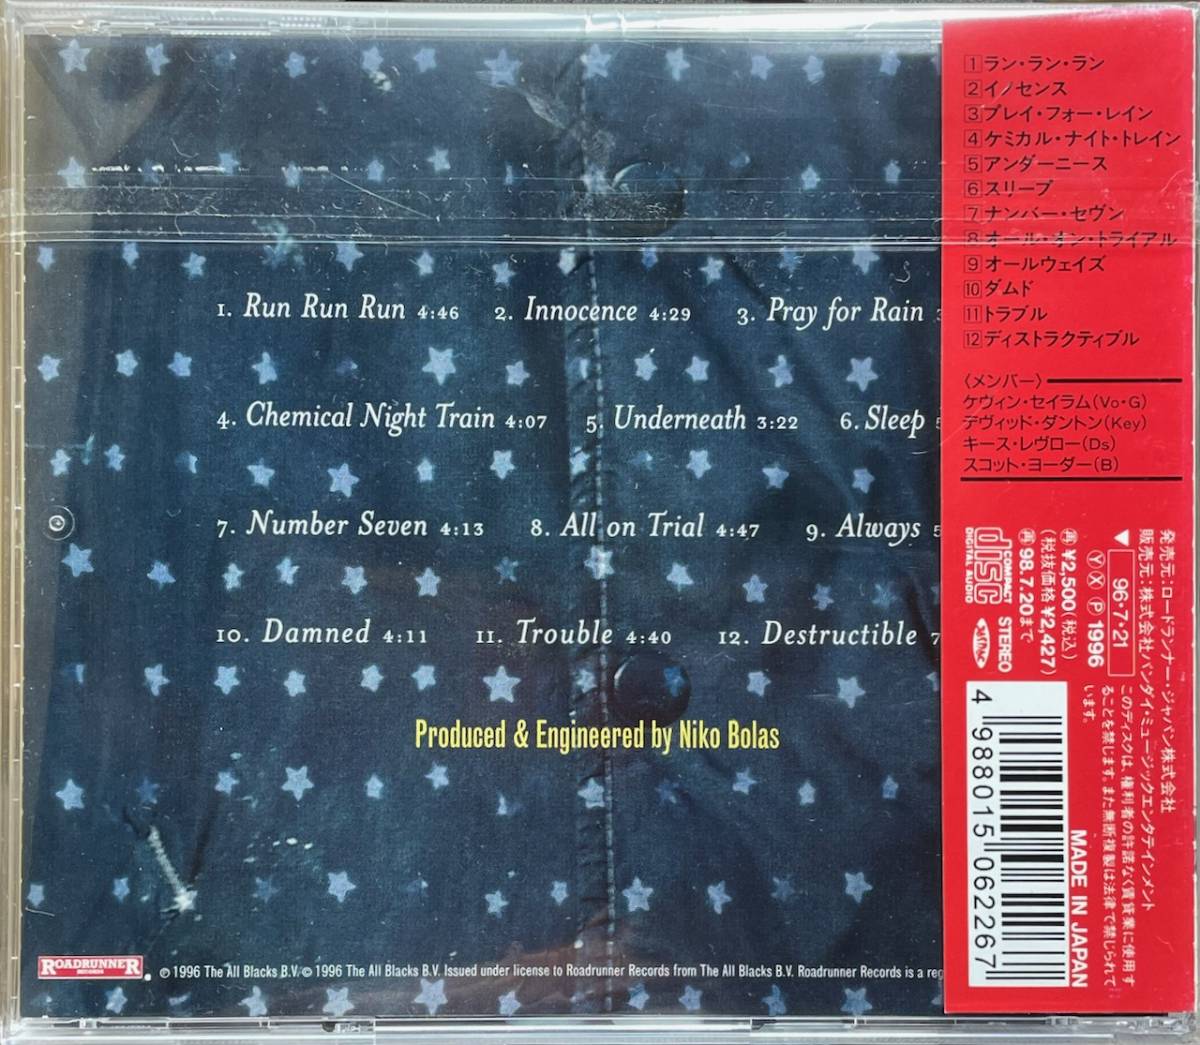 1. Run Run Run 4:46 2. Innocence 4:29 3. Pray for Rain
4. Chemical Night Train 4:07 5. Underneath 3:22 6. Sleep
7. Number Seven 4:13 8. All on Trial 4:47 9. Always
10. Damned 4:11 11. Trouble 4:40 12. Destructible
Produced & Engineered by Niko Bolas
ROADRUNNER
RECORDS
℗ 1996 The All Blacks B.V. © 1996 The All Blacks B.V. Issued under license to Roadrunner Records from The All Blacks B.V. Roadrunner Records is a reg
1 ラン・ラン・ラン
2 イノセンス
3 プレイ・フォー・レイン
4 ケミカル・ナイト・トレイン
5 アンダーニース
6 スリープ
7 ナンバー・セヴン
8 オール・オン・トライアル
9 オールウェイズ
10 ダムド
11 トラブル
12 ディストラクティブル
〈メンバー〉
ケヴィン・セイラム(Vo・G)
デヴィッド・ダントン(Key)
キース・レヴロー(Ds)
スコット・ヨーダー(B)
発売元:ロードランナー・ジャパン株式会社
販売元:株式会社バンダイ・ミュージックエンタテインメント
▼ 96・7・21
Ⓨ Ⓧ Ⓟ 1996
再 ¥2,500(税込)
(税抜価格¥2,427)
再 98.7.20まで
COMPACT
disc
DIGITAL AUDIO
STEREO
このディスクは、権利者の許諾なく賃貸業に使用す
ることを禁じます。また無断複製は法律で禁じられて
います。
MADE IN JAPAN
4 988015 062267